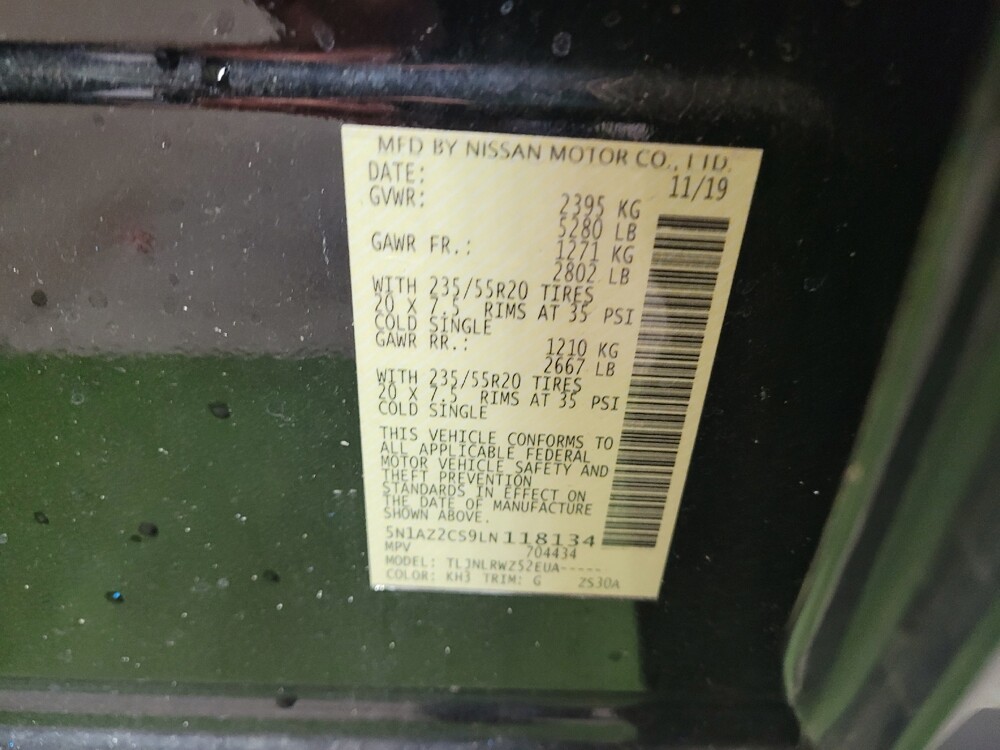 MFD BY NISSAN MOTOR CO., LTD.
DATE: 11/19
GVWR: 2395 KG
5280 LB
GAWR FR.: 1271 KG
2802 LB
WITH 235/55R20 TIRES
20 X 7.5 RIMS AT 35 PSI
COLD SINGLE
GAWR RR.: 1210 KG
2667 LB
WITH 235/55R20 TIRES
20 X 7.5 RIMS AT 35 PSI
COLD SINGLE
THIS VEHICLE CONFORMS TO
ALL APPLICABLE FEDERAL
MOTOR VEHICLE SAFETY AND
THEFT PREVENTION
STANDARDS IN EFFECT ON
THE DATE OF MANUFACTURE
SHOWN ABOVE.
5N1AZ2CS9LN118134
MPV 704434
MODEL: TLJNLRWZ52EUA-----
COLOR: KH3 TRIM: G ZS30A